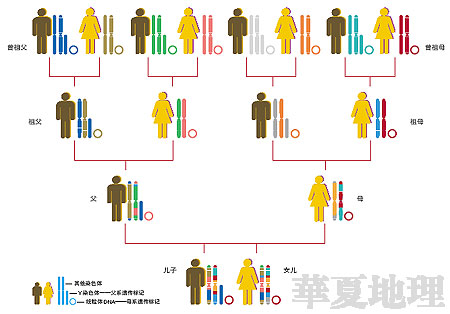 曾祖父
曾祖母
祖父
祖母
父
母
儿子
女儿
其他染色体
Y染色体——父系遗传标记
线粒体DNA——母系遗传标记
華夏地理